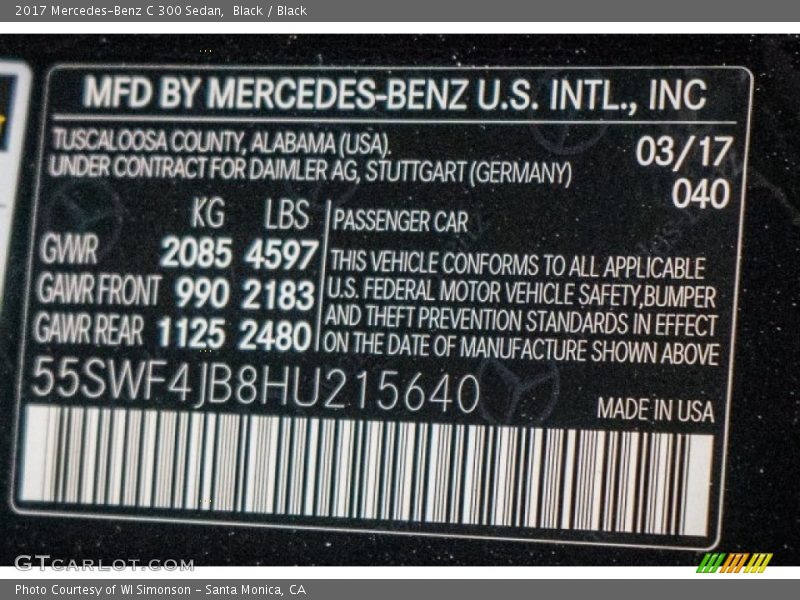 2017 Mercedes-Benz C 300 Sedan, Black / Black
MFD BY MERCEDES-BENZ U.S. INTL., INC
TUSCALOOSA COUNTY, ALABAMA (USA).
UNDER CONTRACT FOR DAIMLER AG, STUTTGART (GERMANY)
03/17
040
KG LBS
GVWR 2085 4597
GAWR FRONT 990 2183
GAWR REAR 1125 2480
PASSENGER CAR
THIS VEHICLE CONFORMS TO ALL APPLICABLE
U.S. FEDERAL MOTOR VEHICLE SAFETY,BUMPER
AND THEFT PREVENTION STANDARDS IN EFFECT
ON THE DATE OF MANUFACTURE SHOWN ABOVE
55SWF4JB8HU215640
MADE IN USA
GTCARLOT.COM
Photo Courtesy of WI Simonson - Santa Monica, CA